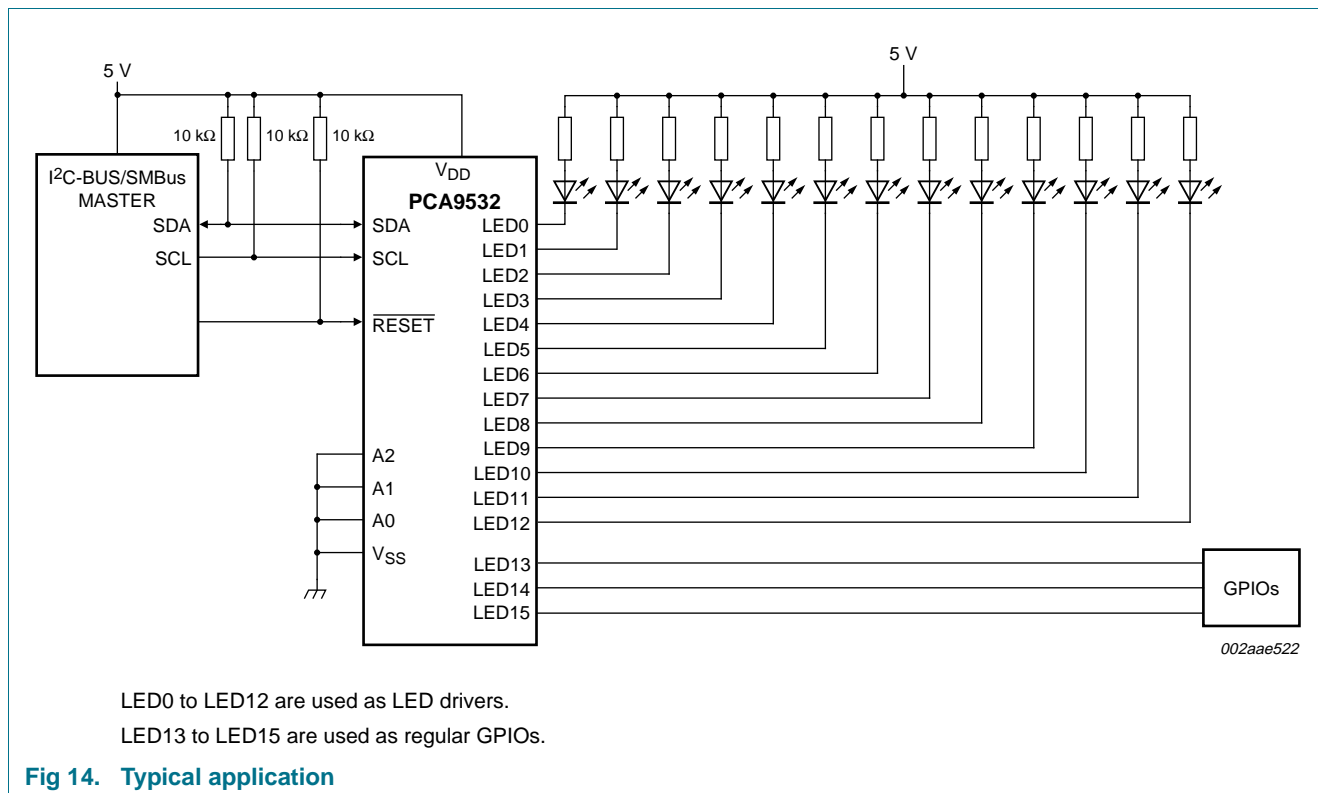 5 V
5 V
10 kΩ
10 kΩ
10 kΩ
I²C-BUS/SMBus
MASTER
SDA
SCL
VDD
PCA9532
SDA
SCL
RESET
A2
A1
A0
VSS
LED0
LED1
LED2
LED3
LED4
LED5
LED6
LED7
LED8
LED9
LED10
LED11
LED12
LED13
LED14
LED15
GPIOs
002aae522
LED0 to LED12 are used as LED drivers.
LED13 to LED15 are used as regular GPIOs.
Fig 14. Typical application